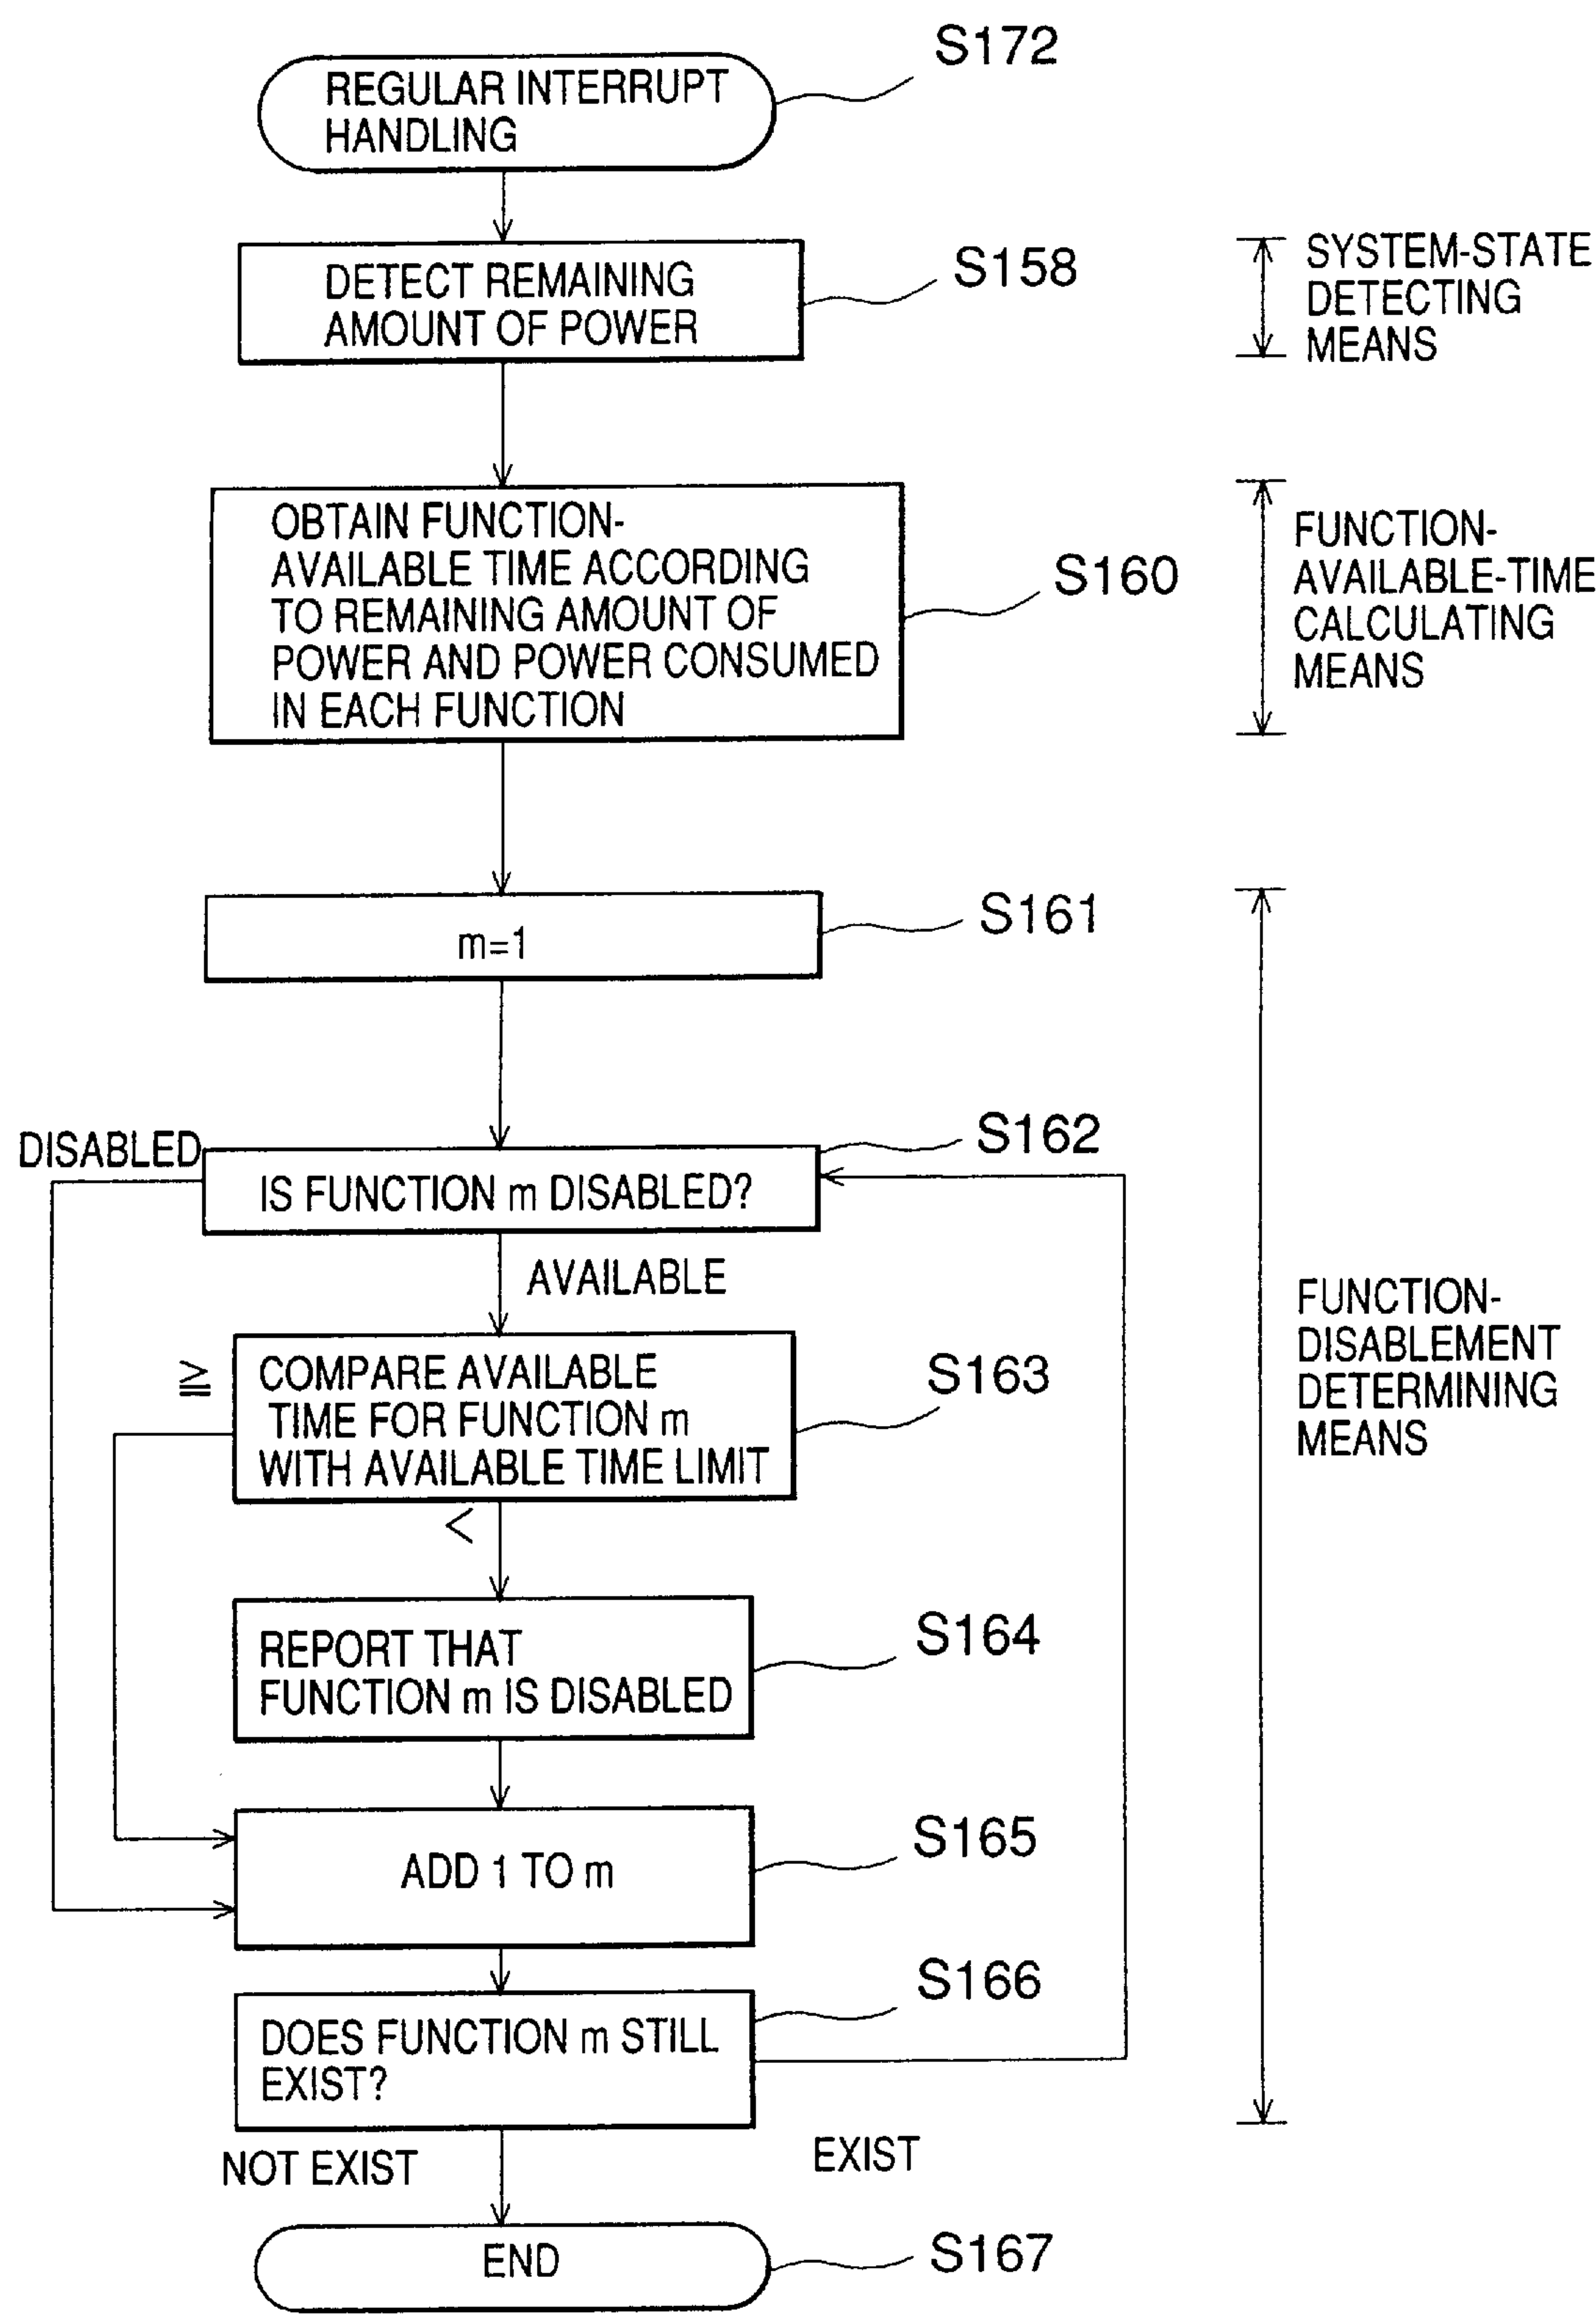 S172
REGULAR INTERRUPT
HANDLING
DETECT REMAINING
AMOUNT OF POWER
S158
SYSTEM-STATE
DETECTING
MEANS
OBTAIN FUNCTION-
AVAILABLE TIME ACCORDING
TO REMAINING AMOUNT OF
POWER AND POWER CONSUMED
IN EACH FUNCTION
S160
FUNCTION-
AVAILABLE-TIME
CALCULATING
MEANS
m=1
S161
DISABLED
IS FUNCTION m DISABLED?
S162
AVAILABLE
≧
COMPARE AVAILABLE
TIME FOR FUNCTION m
WITH AVAILABLE TIME LIMIT
S163
FUNCTION-
DISABLEMENT
DETERMINING
MEANS
<
REPORT THAT
FUNCTION m IS DISABLED
S164
ADD 1 TO m
S165
DOES FUNCTION m STILL
EXIST?
S166
NOT EXIST
EXIST
END
S167